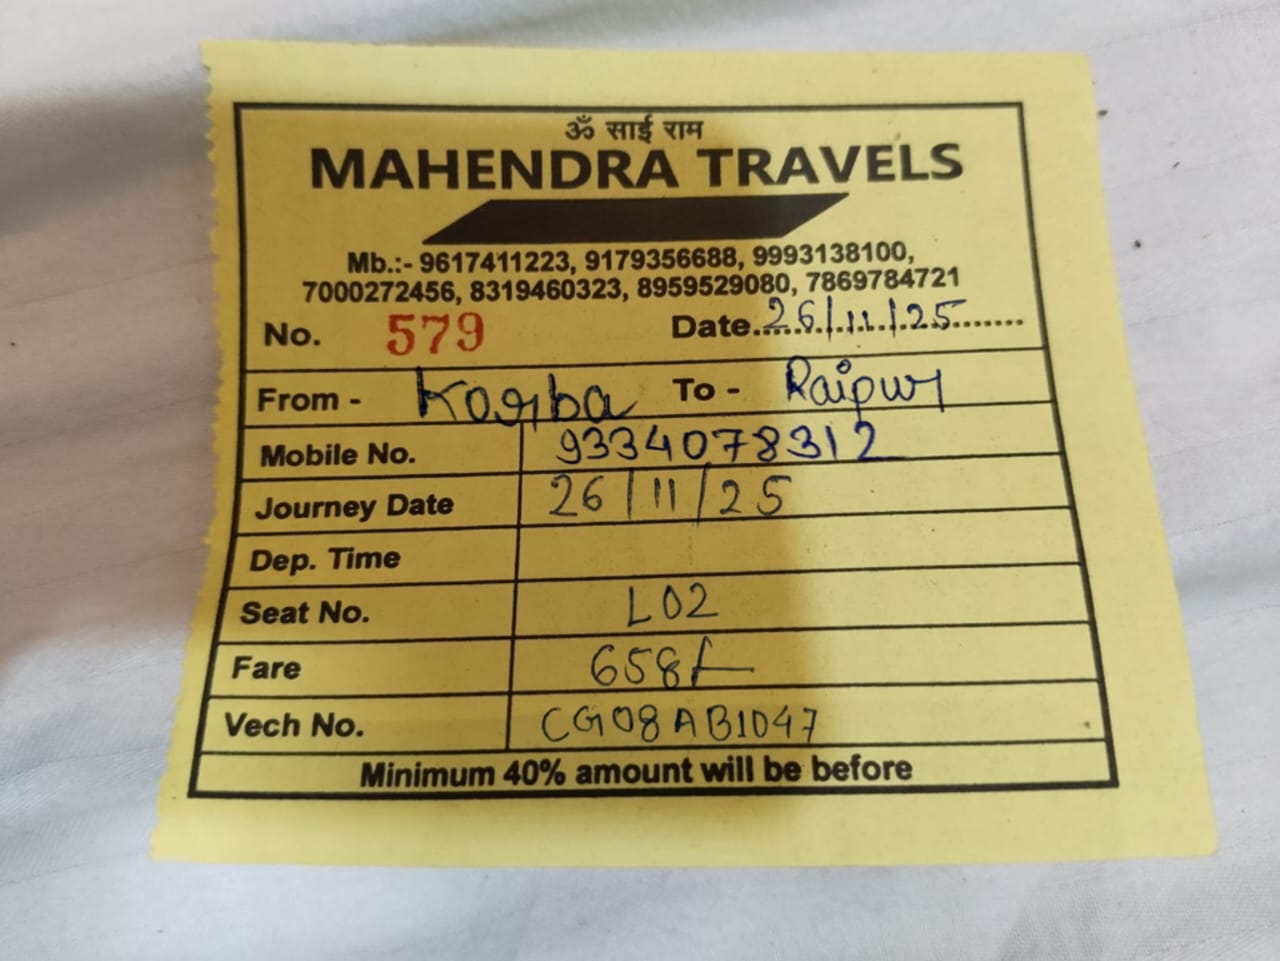 ॐ साई राम
MAHENDRA TRAVELS
Mb.:- 9617411223, 9179356688, 9993138100,
7000272456, 8319460323, 8959529080, 7869784721
No. 579 Date. 26/11/25
From - Korba To - Raipur
Mobile No. 9334078312
Journey Date 26/11/25
Dep. Time
Seat No. L02
Fare 658/-
Vech No. CG08AB1047
Minimum 40% amount will be before